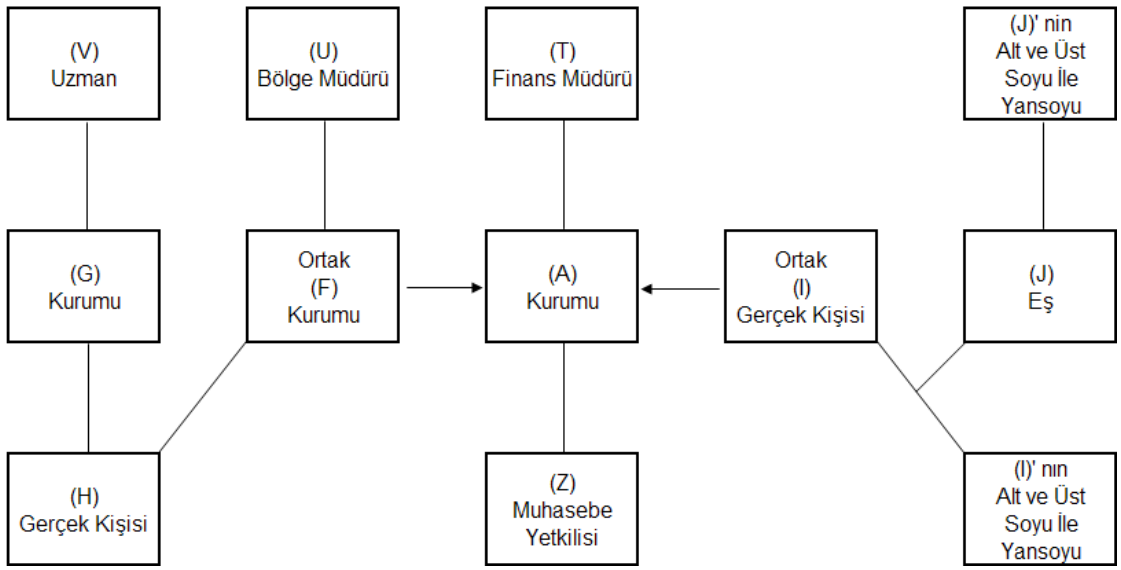 (V)
Uzman
(U)
Bölge Müdürü
(T)
Finans Müdürü
(J)' nin
Alt ve Üst
Soyu İle
Yansoyu
(G)
Kurumu
Ortak
(F)
Kurumu
(A)
Kurumu
Ortak
(I)
Gerçek Kişisi
(J)
Eş
(H)
Gerçek Kişisi
(Z)
Muhasebe
Yetkilisi
(I)' nın
Alt ve Üst
Soyu İle
Yansoyu